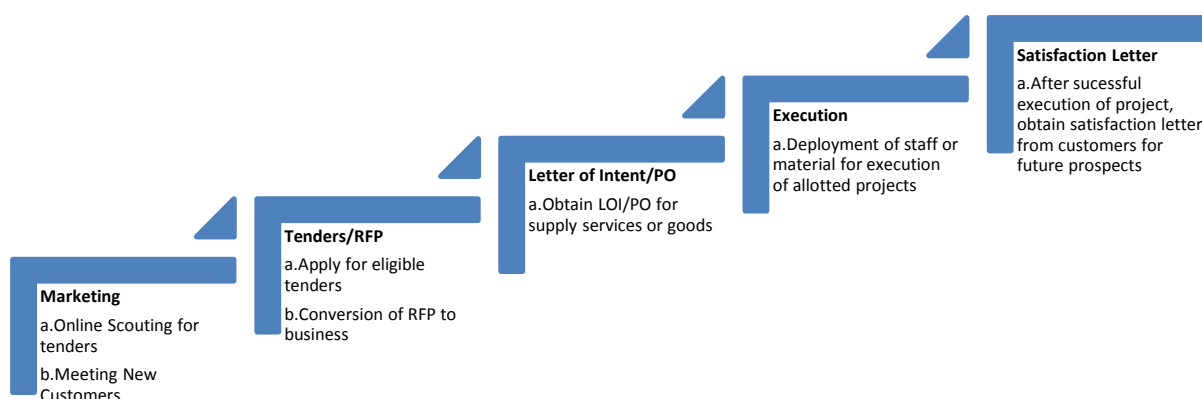 Marketing
a.Online Scouting for
tenders
b.Meeting New
Customers
Tenders/RFP
a.Apply for eligible
tenders
b.Conversion of RFP to
business
Letter of Intent/PO
a.Obtain LOI/PO for
supply services or goods
Execution
a.Deployment of staff or
material for execution
of allotted projects
Satisfaction Letter
a.After sucessful
execution of project,
obtain satisfaction letter
from customers for
future prospects